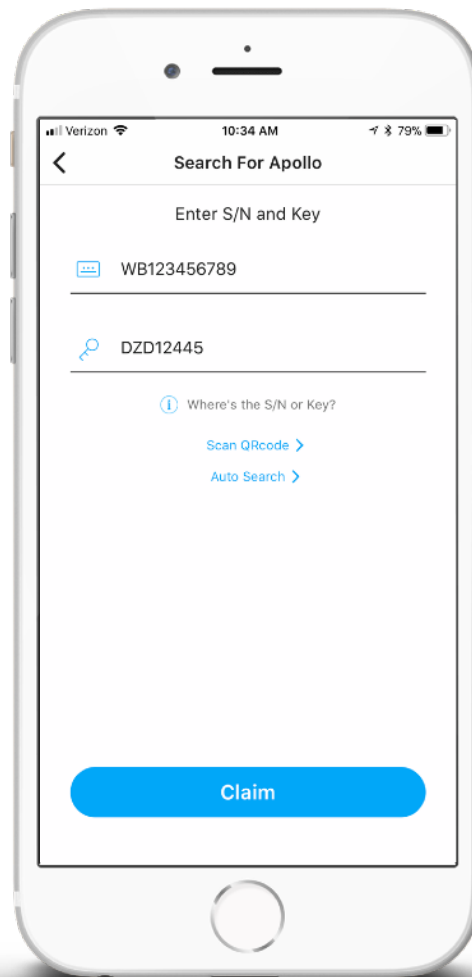 Verizon 10:34 AM 79%
Search For Apollo
Enter S/N and Key
WB123456789
DZD12445
Where's the S/N or Key?
Scan QRcode
Auto Search
Claim